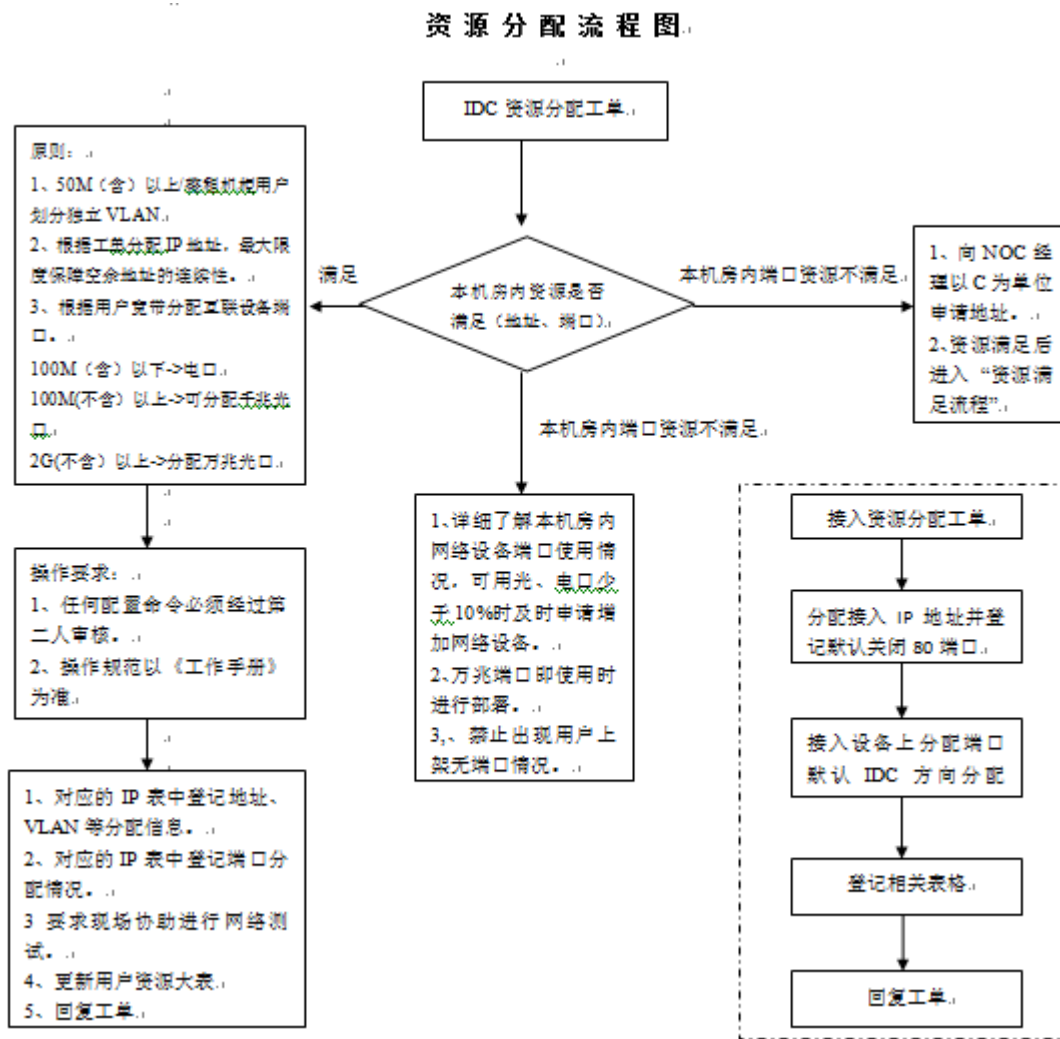 资源分配流程图
IDC 资源分配工单
原则：
1、50M（含）以上/整租机柜用户
划分独立 VLAN
2、根据工单分配 IP 地址，最大限
度保障空余地址的连续性。
3、根据用户宽带分配互联设备端
口。
100M（含）以下->电口
100M(不含）以上->可分配千兆光
口
2G(不含）以上->分配万兆光口
满足
本机房内资源是否
满足（地址、端口）
本机房内端口资源不满足
1、向 NOC 经
理以 C 为单位
申请地址。
2、资源满足后
进入“资源满
足流程”
本机房内端口资源不满足
1、详细了解本机房内
网络设备端口使用情
况，可用光、电口少
于 10%时及时申请增
加网络设备。
2、万兆端口即使用时
进行部署。
3,、禁止出现用户上
架无端口情况。
操作要求：
1、任何配置命令必须经过第
二人审核。
2、操作规范以《工作手册》
为准
1、对应的 IP 表中登记地址、
VLAN 等分配信息。
2、对应的 IP 表中登记端口分
配情况。
3 要求现场协助进行网络测
试。
4、更新用户资源大表
5、回复工单
接入资源分配工单
分配接入 IP 地址并登
记默认关闭 80 端口
接入设备上分配端口
默认 IDC 方向分配
登记相关表格
回复工单